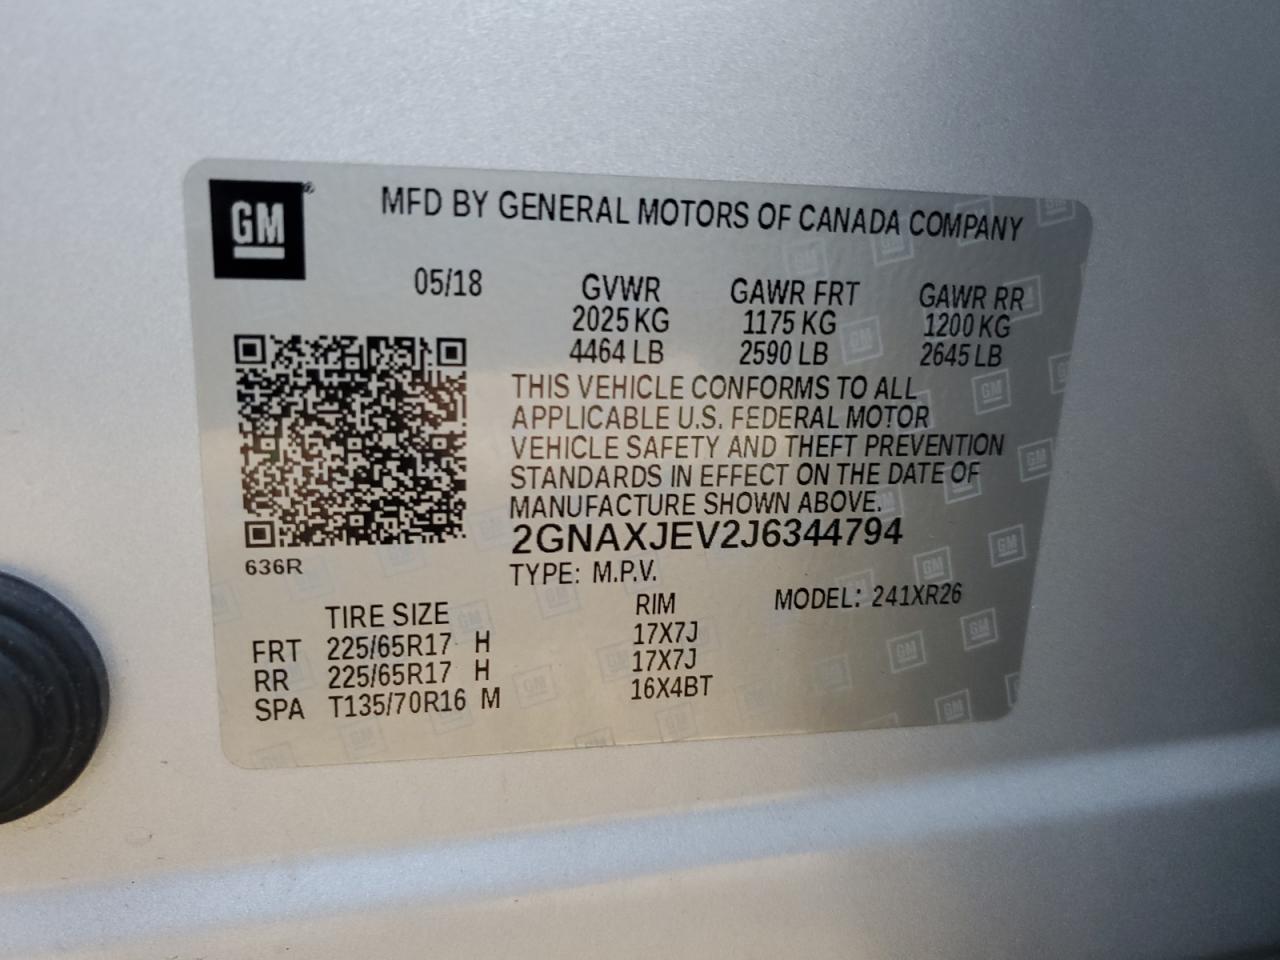 GM
MFD BY GENERAL MOTORS OF CANADA COMPANY
05/18 GVWR GAWR FRT GAWR RR
2025 KG 1175 KG 1200 KG
4464 LB 2590 LB 2645 LB
THIS VEHICLE CONFORMS TO ALL
APPLICABLE U.S. FEDERAL MOTOR
VEHICLE SAFETY AND THEFT PREVENTION
STANDARDS IN EFFECT ON THE DATE OF
MANUFACTURE SHOWN ABOVE.
2GNAXJEV2J6344794
636R
TYPE: M.P.V.
MODEL: 241XR26
TIRE SIZE RIM
FRT 225/65R17 H 17X7J
RR 225/65R17 H 17X7J
SPA T135/70R16 M 16X4BT